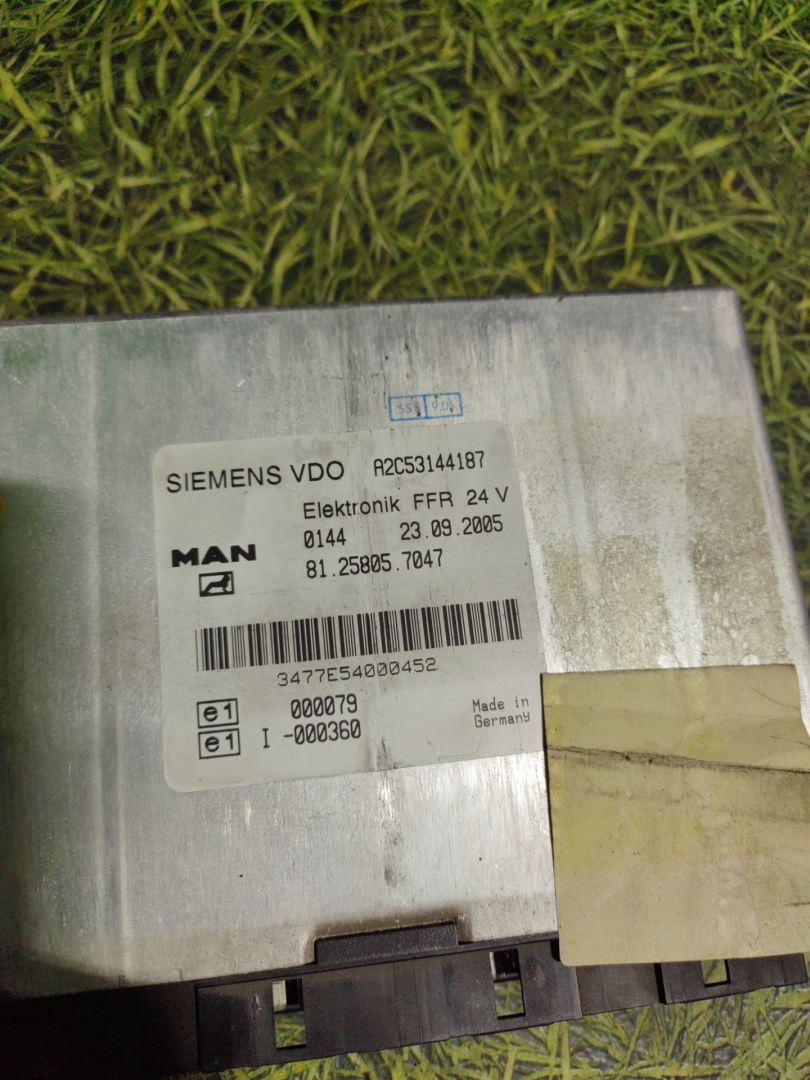 SIEMENS VDO A2C53144187
Elektronik FFR 24 V
0144 23.09.2005
MAN
81.25805.7047
3477E54000452
e1 000079
e1 I -000360
Made in
Germany